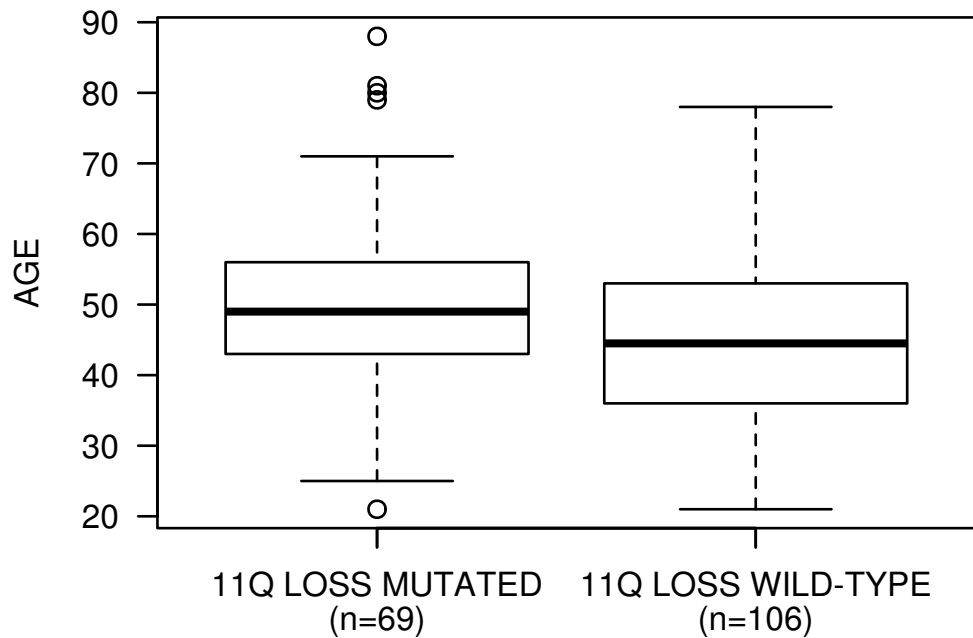 90
80
70
60
50
40
30
20
AGE
11Q LOSS MUTATED
(n=69)
11Q LOSS WILD-TYPE
(n=106)